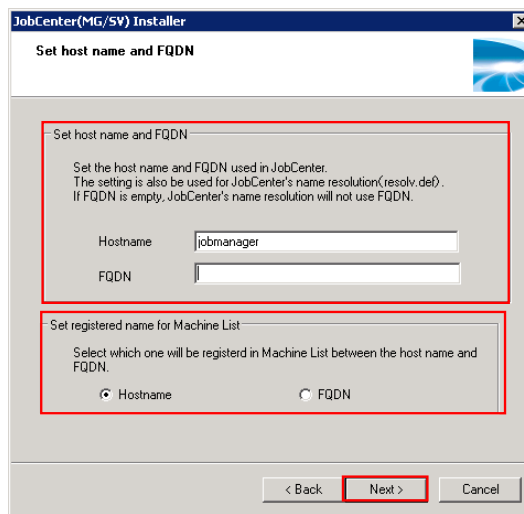 JobCenter(MG/SV) Installer
Set host name and FQDN
Set host name and FQDN
Set the host name and FQDN used in JobCenter.
The setting is also be used for JobCenter's name resolution(resolv.def).
If FQDN is empty, JobCenter's name resolution will not use FQDN.
Hostname jobmanager
FQDN
Set registered name for Machine List
Select which one will be registerd in Machine List between the host name and
FQDN.
Hostname FQDN
< Back Next > Cancel